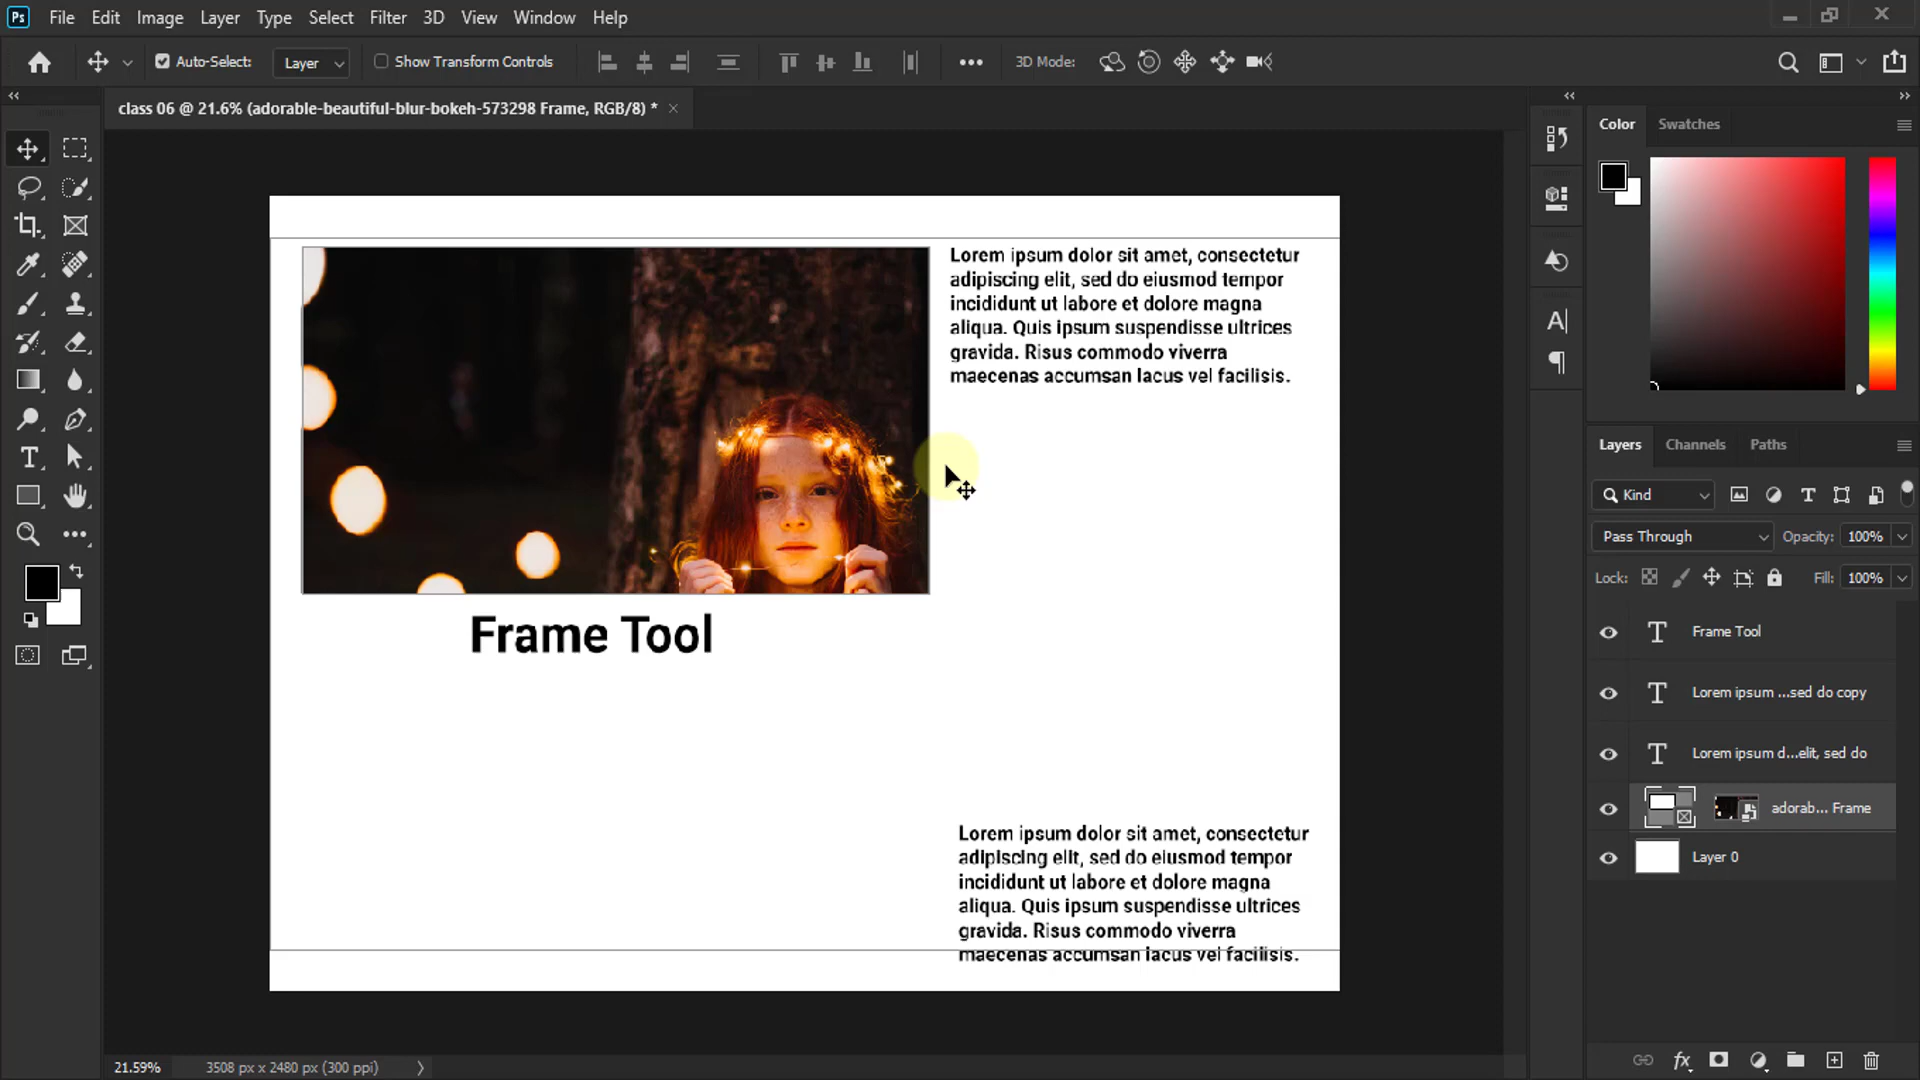 Ps File Edit Image Layer Type Select Filter 3D View Window Help
Auto-Select: Layer Show Transform Controls 3D Mode:
class 06 @ 21.6% (adorable-beautiful-blur-bokeh-573298 Frame, RGB/8) *
Color Swatches
Lorem ipsum dolor sit amet, consectetur
adipiscing elit, sed do eiusmod tempor
incididunt ut labore et dolore magna
aliqua. Quis ipsum suspendisse ultrices
gravida. Risus commodo viverra
maecenas accumsan lacus vel facilisis.
Frame Tool
Lorem ipsum dolor sit amet, consectetur
adipiscing elit, sed do eiusmod tempor
incididunt ut labore et dolore magna
aliqua. Quis ipsum suspendisse ultrices
gravida. Risus commodo viverra
maecenas accumsan lacus vel facilisis.
Layers Channels Paths
Kind
Pass Through Opacity: 100%
Lock: Fill: 100%
Frame Tool
Lorem ipsum ...sed do copy
Lorem ipsum d...elit, sed do
adorab... Frame
Layer 0
21.59% 3508 px x 2480 px (300 ppi)